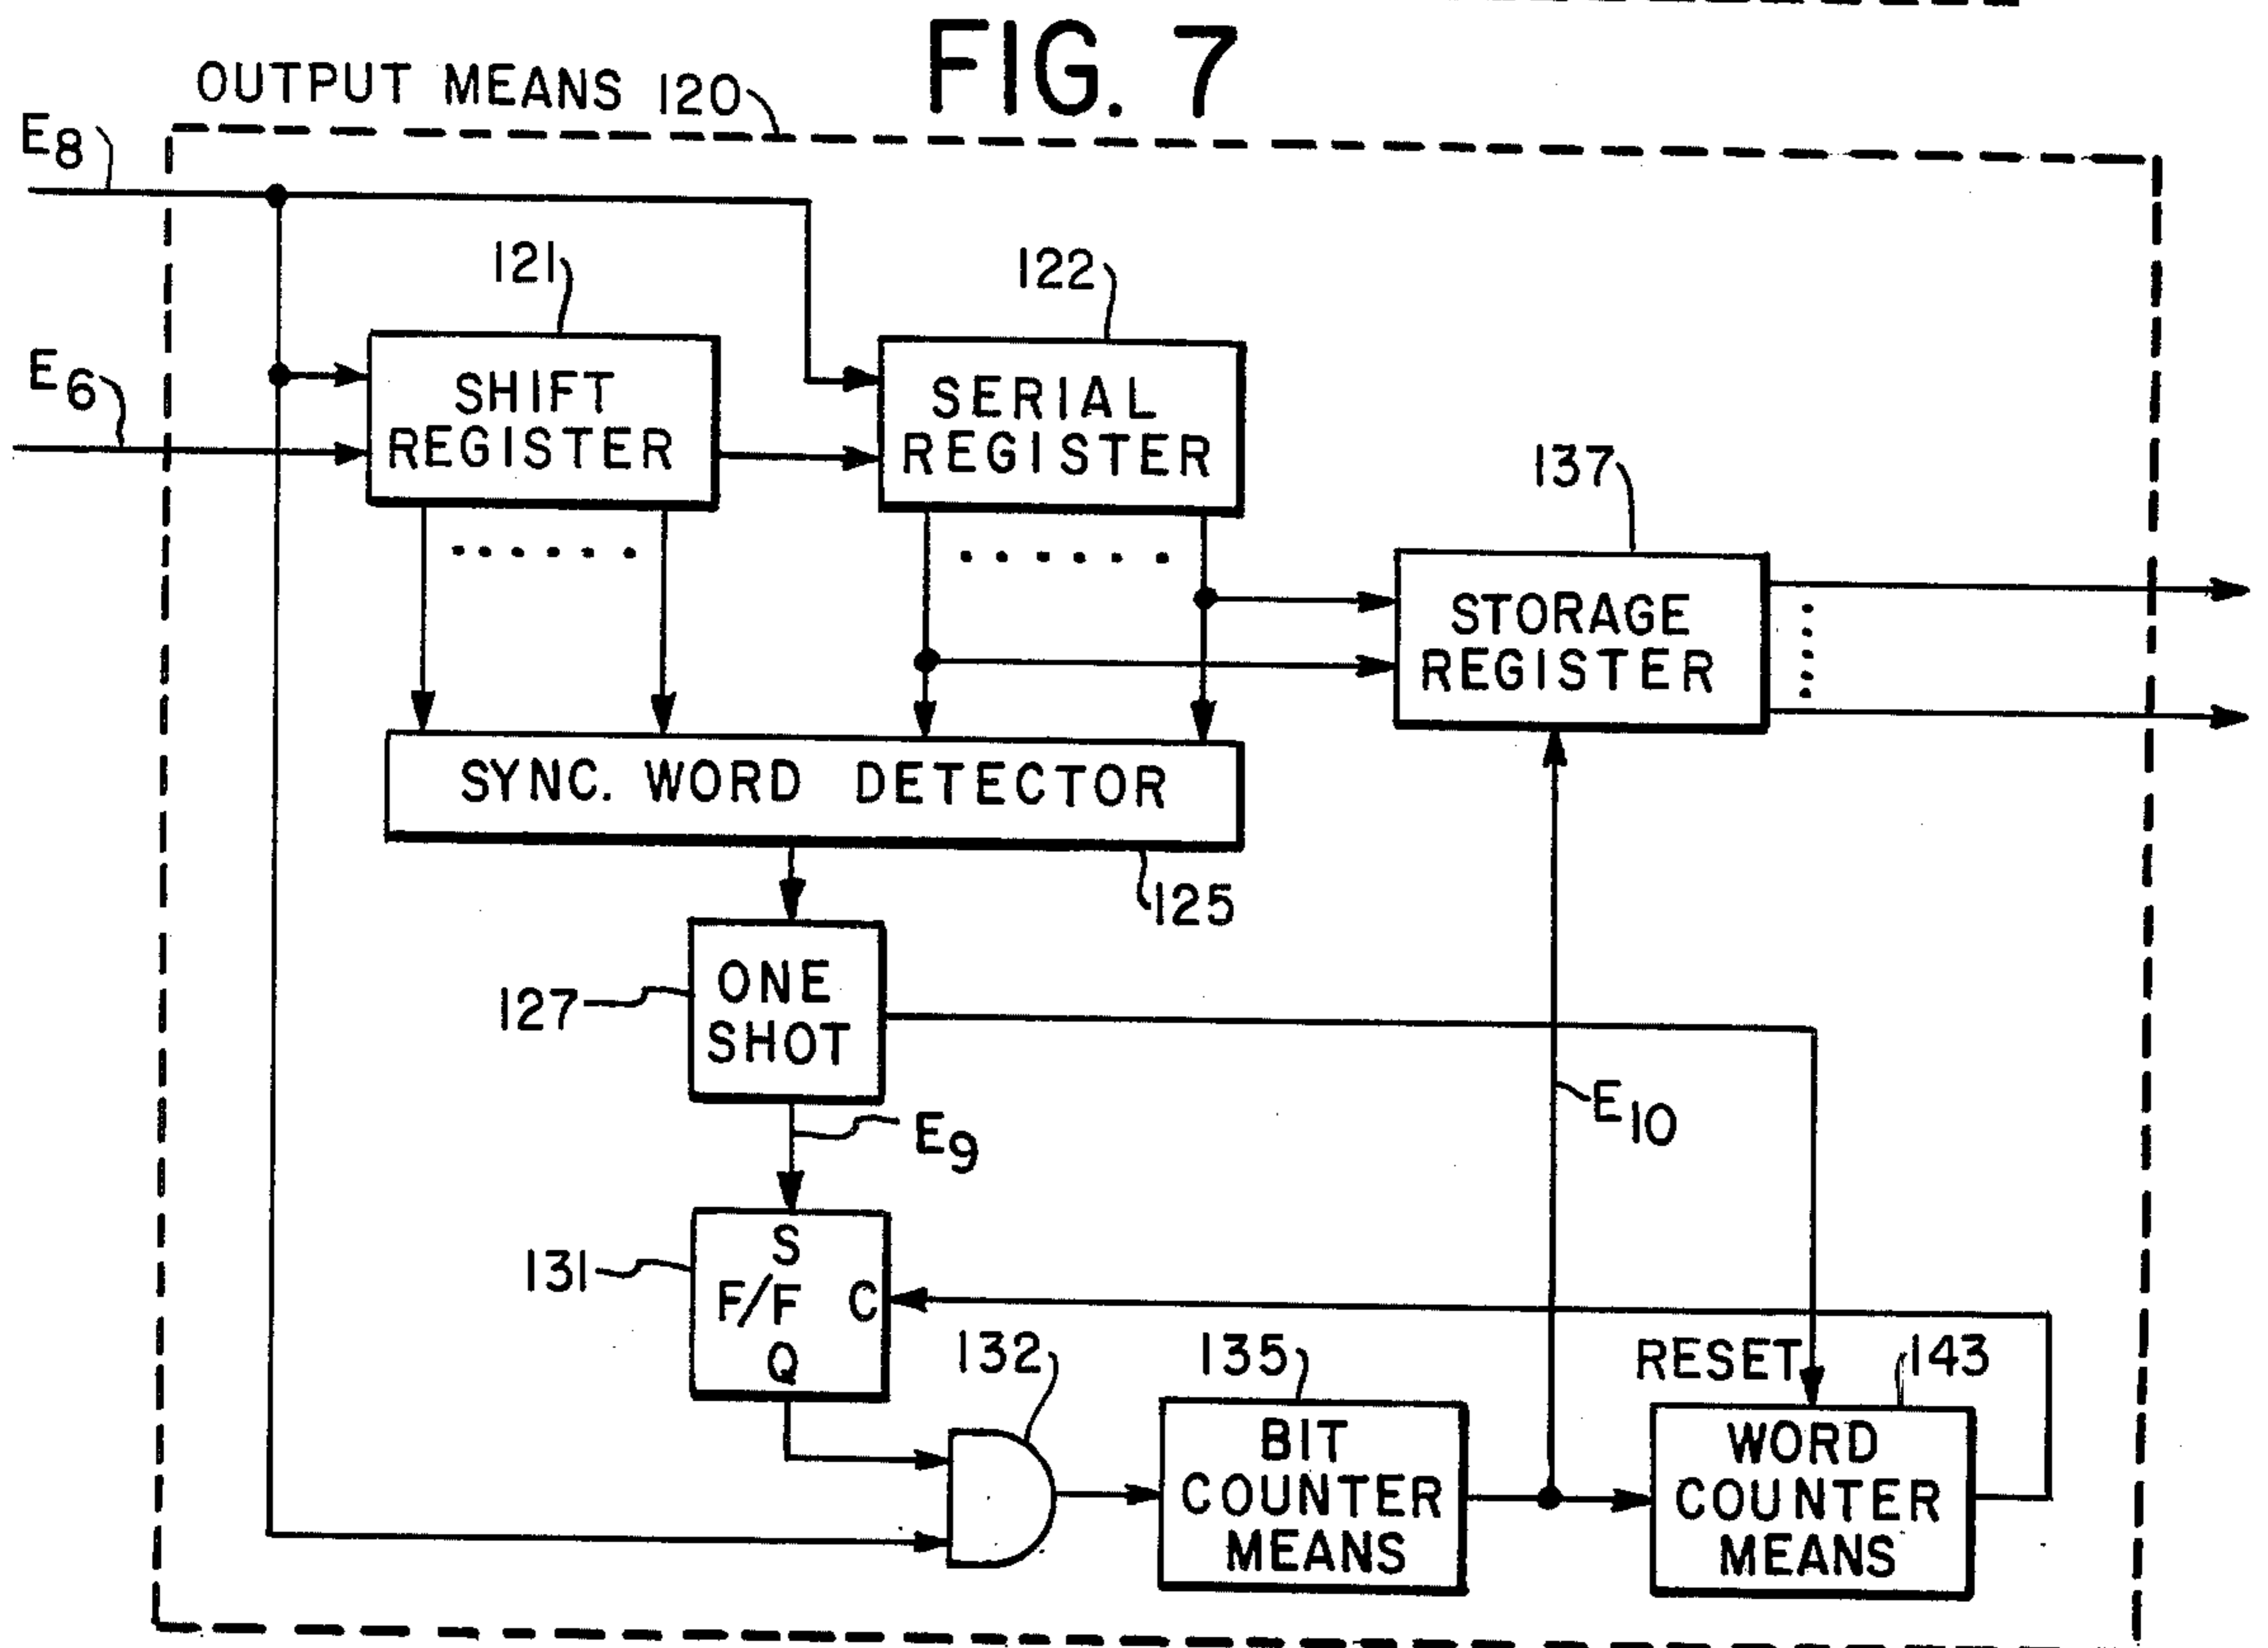 FIG. 7
OUTPUT MEANS 120
E8
121
122
E6
SHIFT
REGISTER
SERIAL
REGISTER
137
STORAGE
REGISTER
SYNC. WORD DETECTOR
125
ONE
SHOT
127
E9
E10
S
131
F/F C
Q
132
135
RESET
143
BIT
COUNTER
MEANS
WORD
COUNTER
MEANS